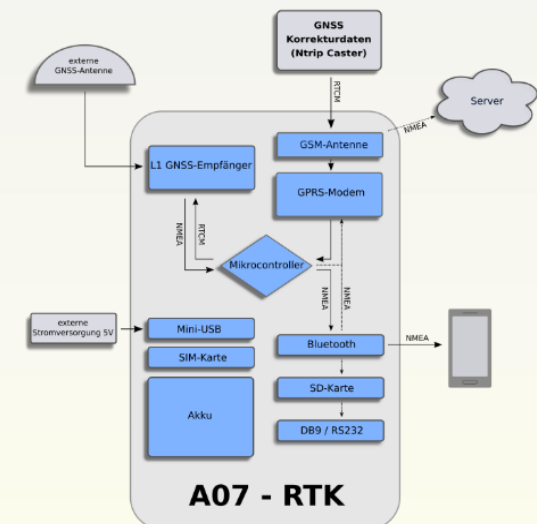 GNSS
Korrekturdaten
(Ntrip Caster)
externe
GNSS-Antenne
RTCM
Server
NMEA
GSM-Antenne
L1 GNSS-Empfänger
GPRS-Modem
NMEA
RTCM
Mikrocontroller
NMEA
NMEA
externe
Stromversorgung 5V
Mini-USB
Bluetooth
NMEA
SIM-Karte
SD-Karte
Akku
DB9 / RS232
A07 - RTK